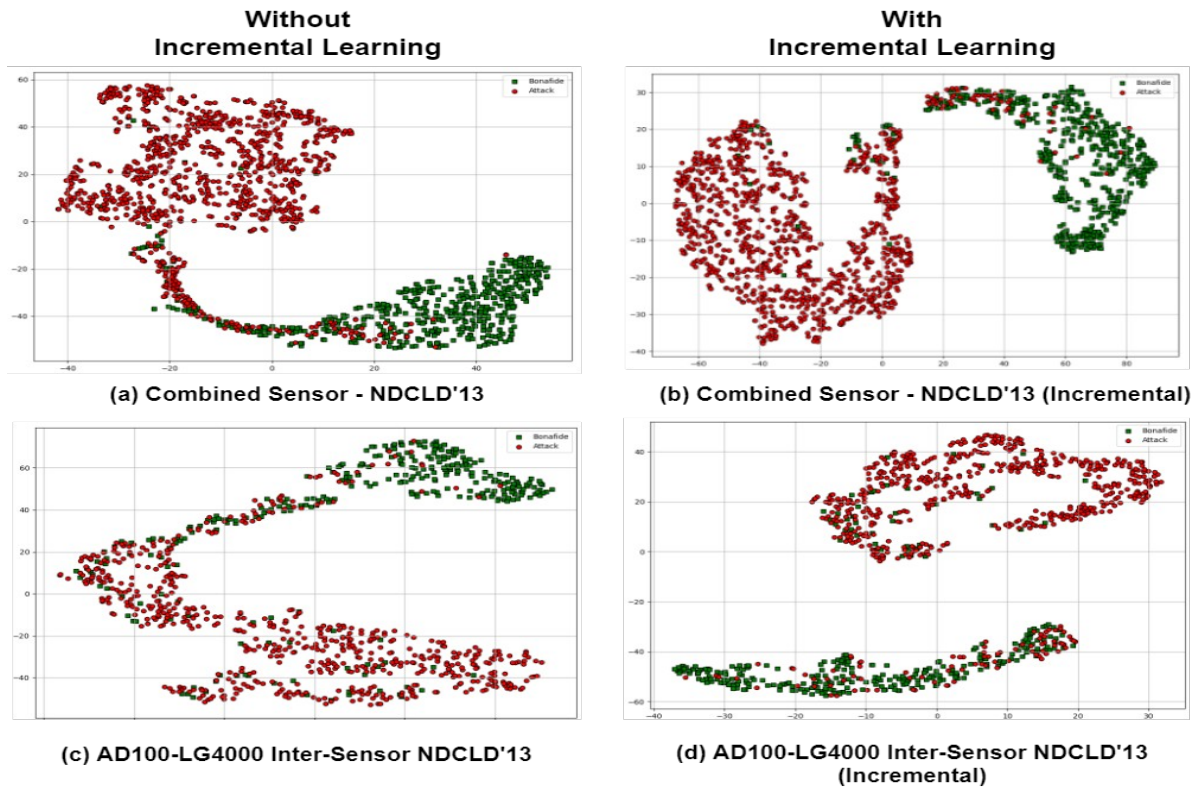 Without
Incremental Learning
With
Incremental Learning
Bonafide
Attack
60
40
20
0
−20
−40
−40
−20
0
20
40
(a) Combined Sensor - NDCLD'13
Bonafide
Attack
30
20
10
0
−10
−20
−30
−40
−60
−40
−20
0
20
40
60
80
(b) Combined Sensor - NDCLD'13 (Incremental)
Bonafide
Attack
60
40
20
0
−20
−40
(c) AD100-LG4000 Inter-Sensor NDCLD'13
Bonafide
Attack
40
20
0
−20
−40
−60
−40
−30
−20
−10
0
10
20
30
(d) AD100-LG4000 Inter-Sensor NDCLD'13
(Incremental)